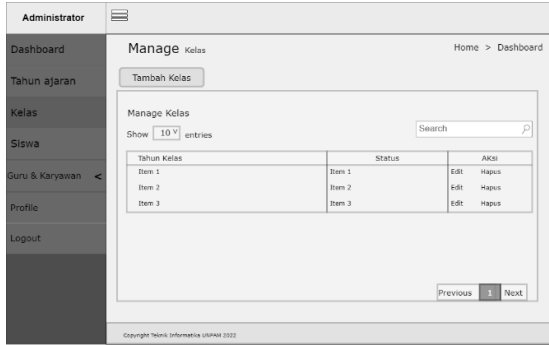 Administrator
Dashboard
Tahun ajaran
Kelas
Siswa
Guru & Karyawan <
Profile
Logout
Manage Kelas
Home > Dashboard
Tambah Kelas
Manage Kelas
Show 10 entries
Search
Tahun Kelas Status AKsi
Item 1 Item 1 Edit Hapus
Item 2 Item 2 Edit Hapus
Item 3 Item 3 Edit Hapus
Previous 1 Next
Copyright Teknik Informatika UNPAM 2022